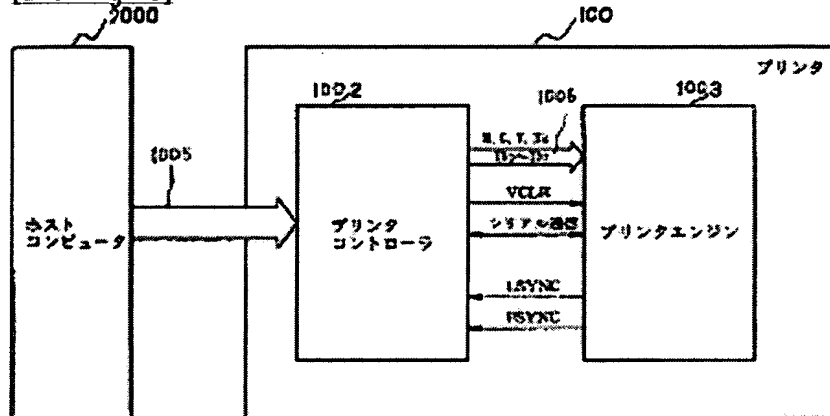 2000
100
プリンタ
1002
1003
1005
ホスト
コンピュータ
プリンタ
コントローラ
VCLK
シリアル通信
LSYNC
PSYNC
プリンタエンジン